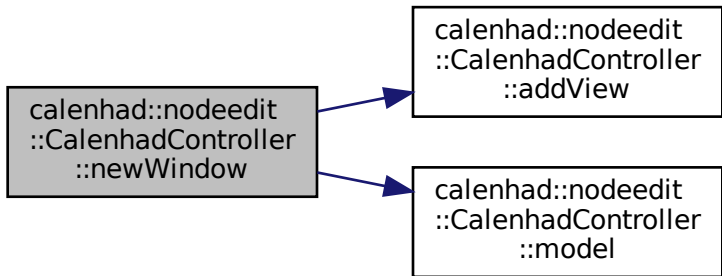 calenhad::nodeedit
::CalenhadController
::newWindow
calenhad::nodeedit
::CalenhadController
::addView
calenhad::nodeedit
::CalenhadController
::model